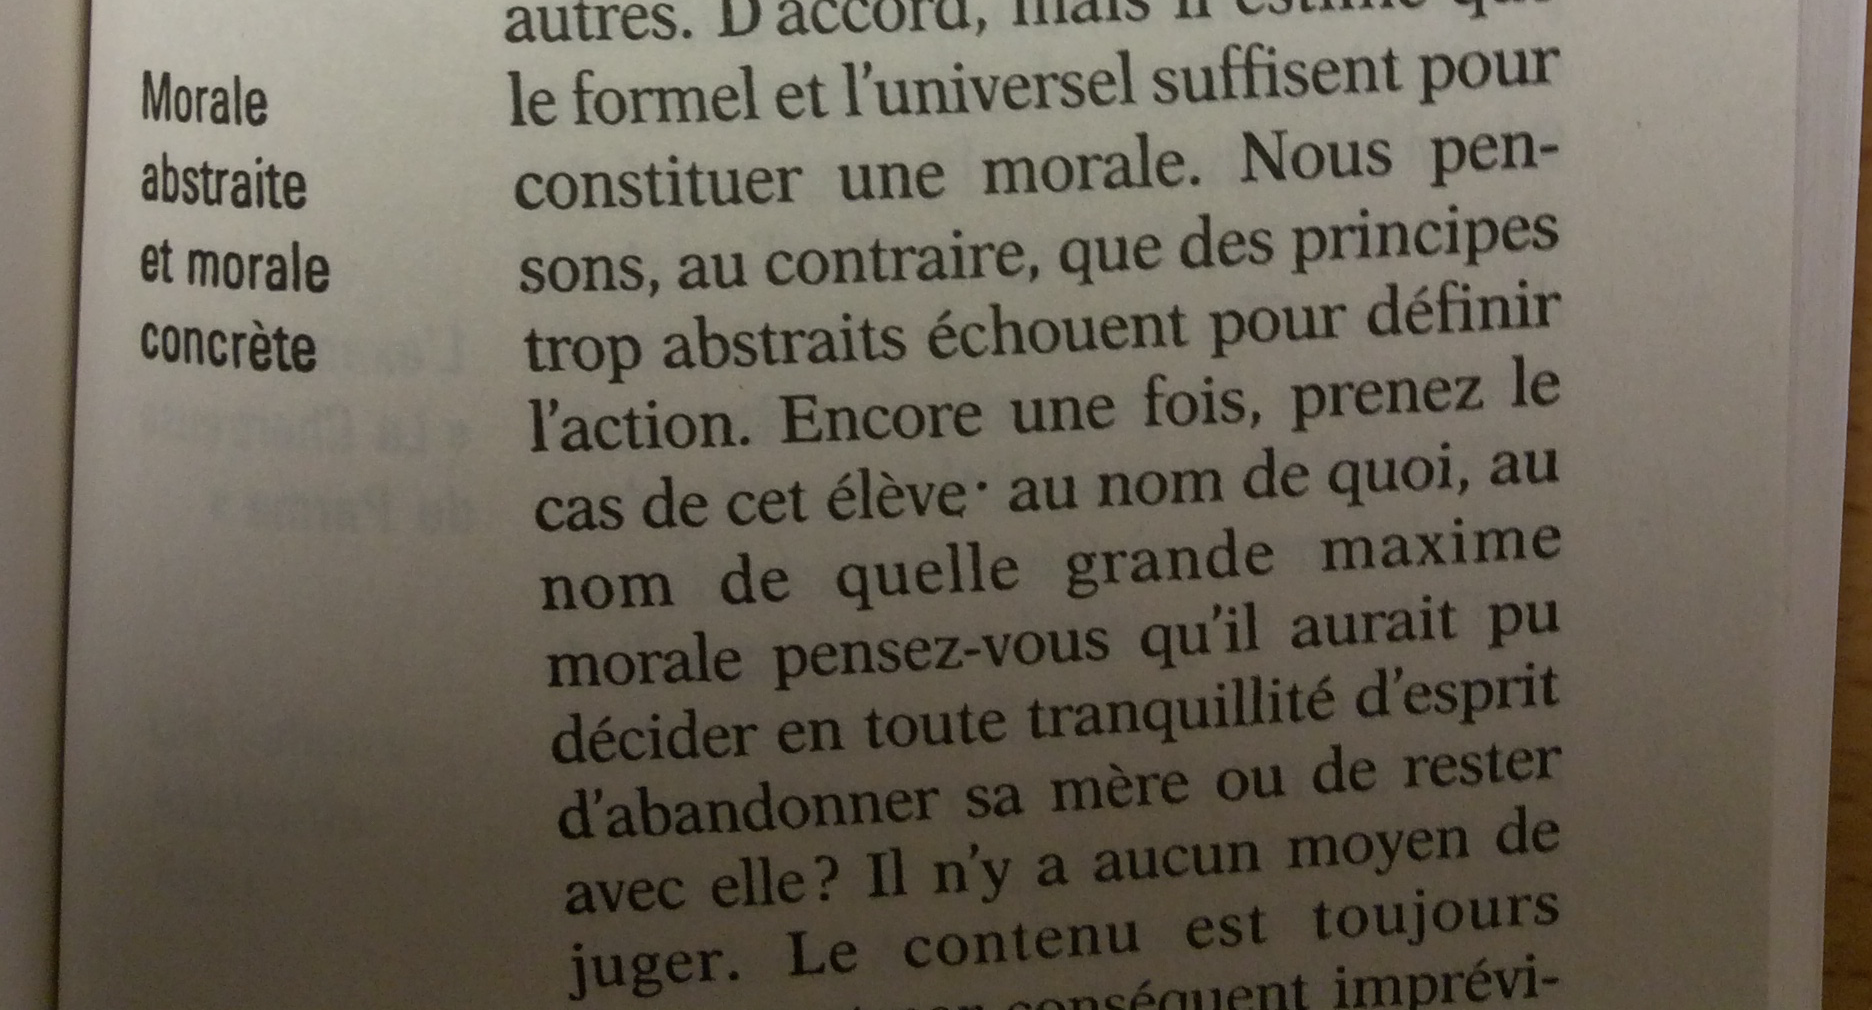 Morale
abstraite
et morale
concrète
autres. D'accord, mais il estime que
le formel et l'universel suffisent pour
constituer une morale. Nous pen-
sons, au contraire, que des principes
trop abstraits échouent pour définir
l'action. Encore une fois, prenez le
cas de cet élève· au nom de quoi, au
nom de quelle grande maxime
morale pensez-vous qu'il aurait pu
décider en toute tranquillité d'esprit
d'abandonner sa mère ou de rester
avec elle? Il n'y a aucun moyen de
juger. Le contenu est toujours
conséquent imprévi-